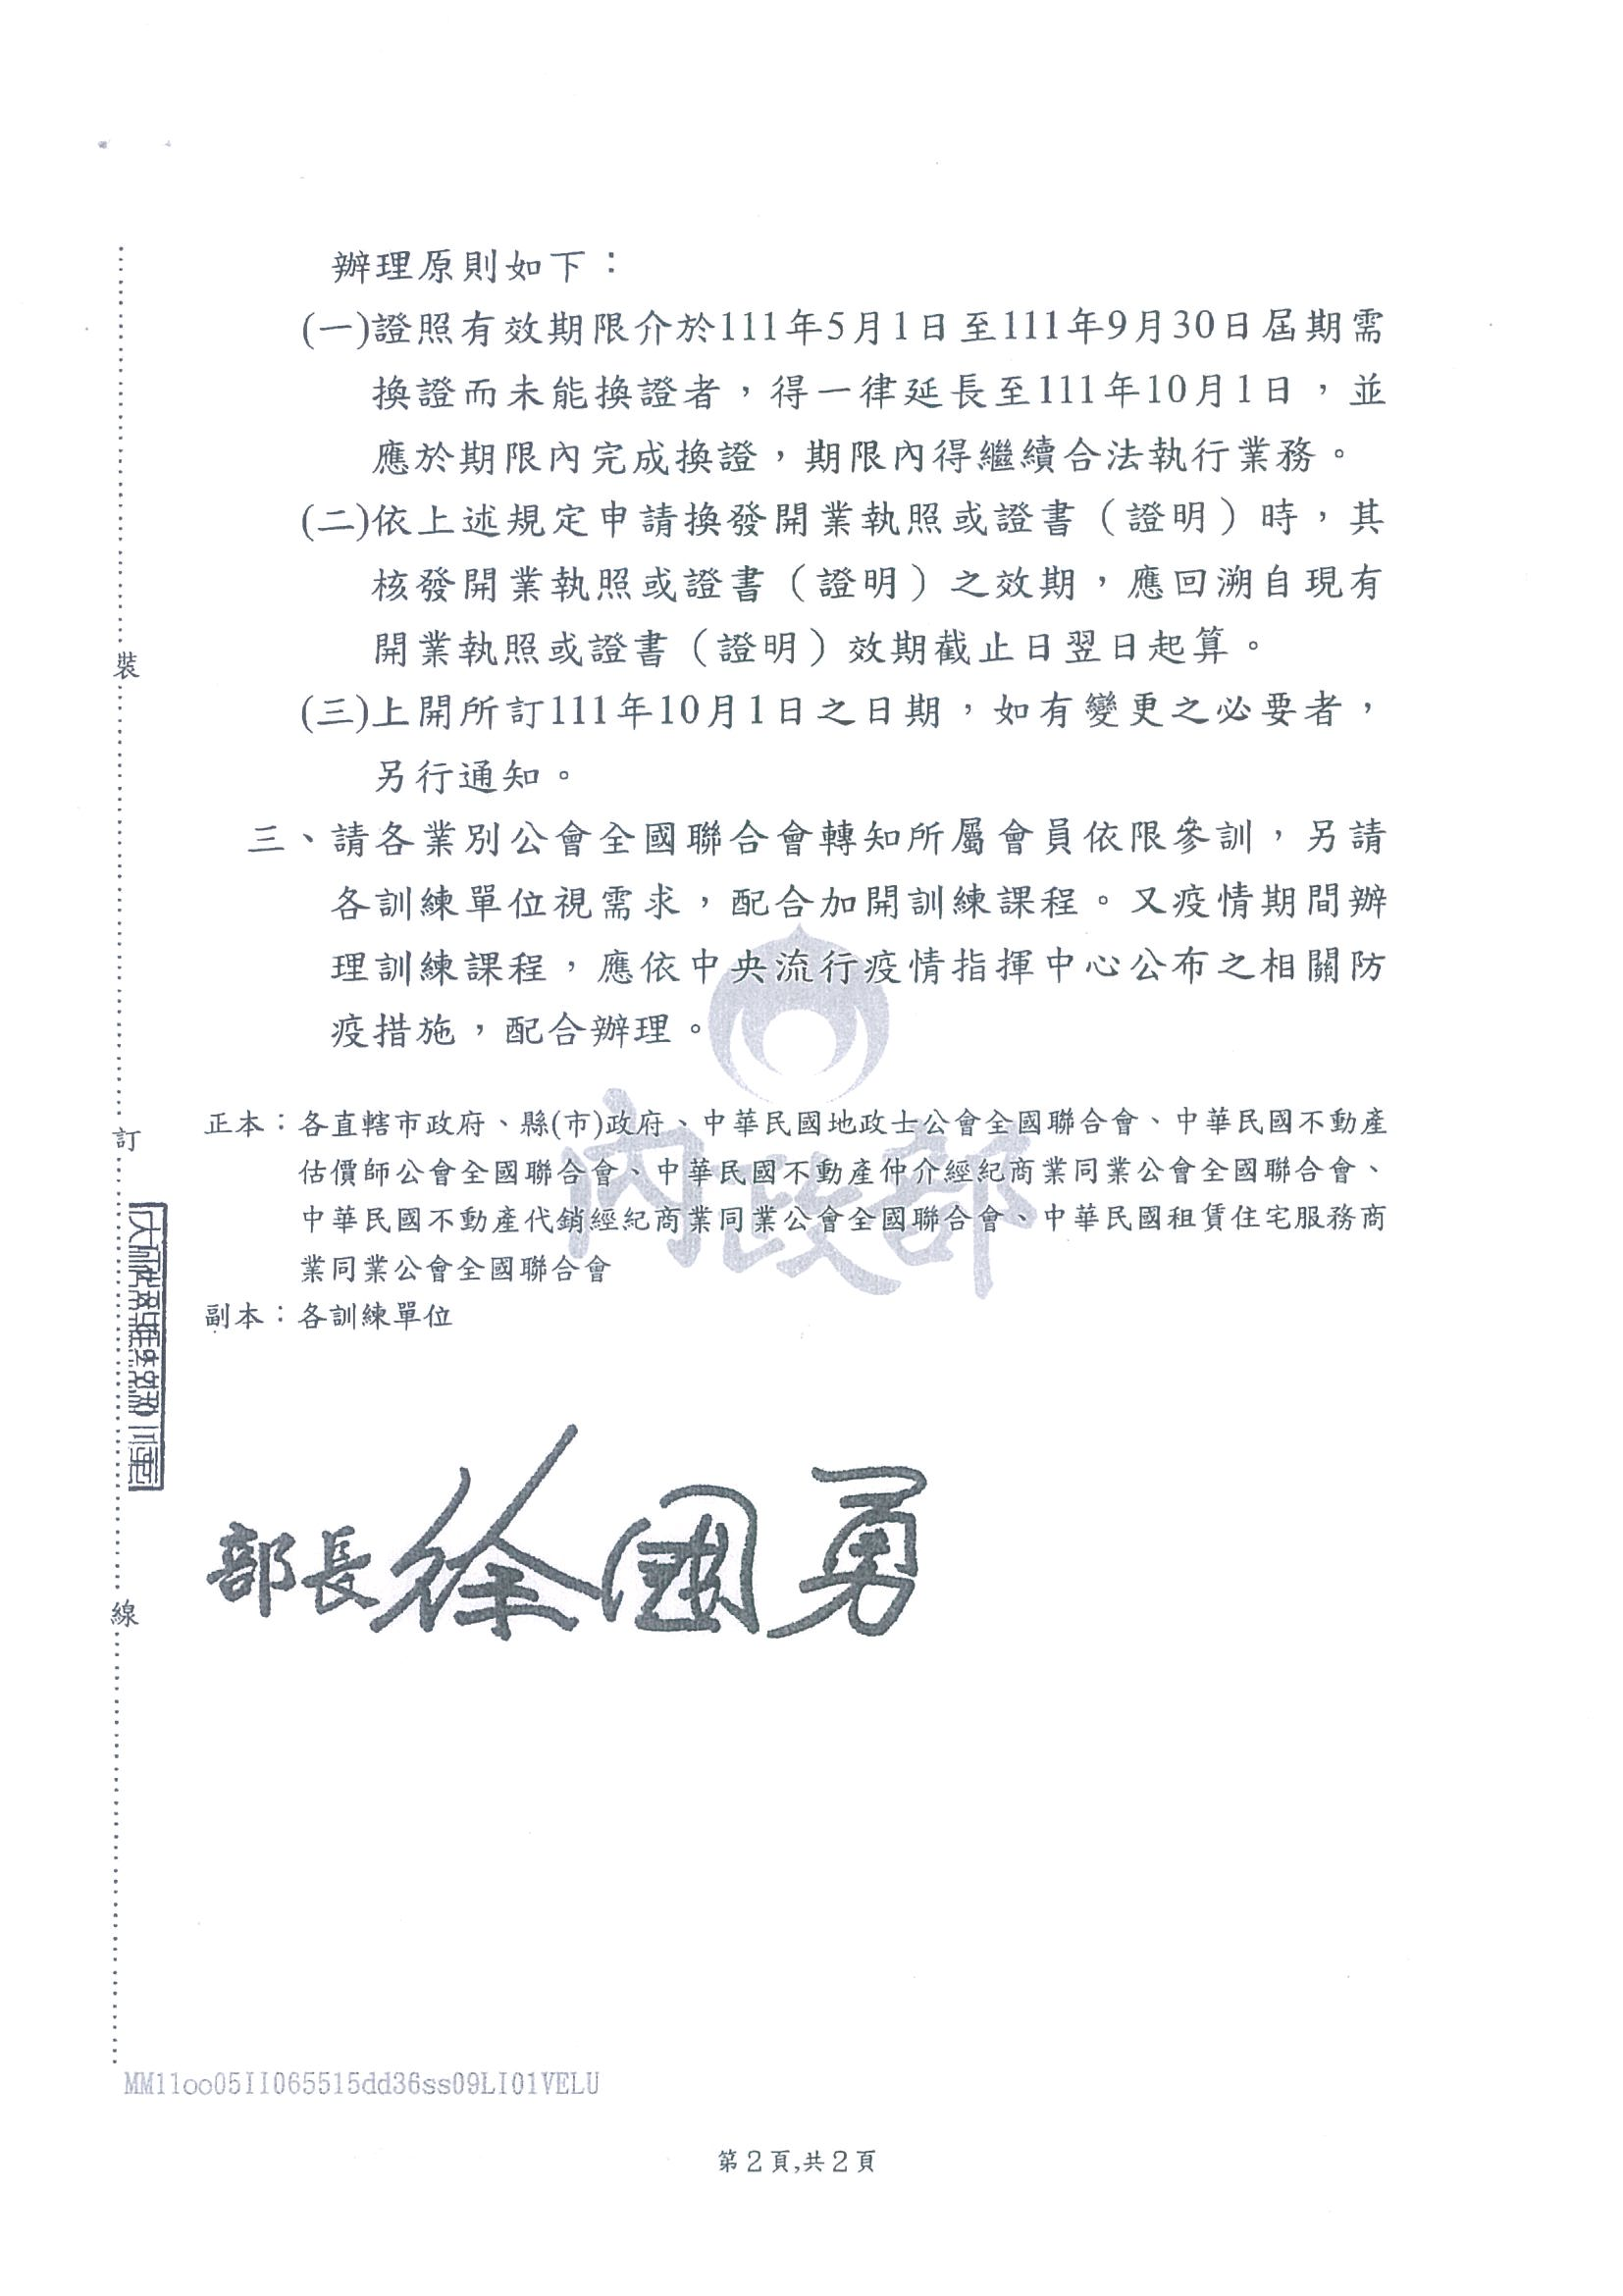 辦理原則如下：
(一)證照有效期限介於111年5月1日至111年9月30日屆期需
換證而未能換證者，得一律延長至111年10月1日，並
應於期限內完成換證，期限內得繼續合法執行業務。
(二)依上述規定申請換發開業執照或證書（證明）時，其
核發開業執照或證書（證明）之效期，應回溯自現有
開業執照或證書（證明）效期截止日翌日起算。
(三)上開所訂111年10月1日之日期，如有變更之必要者，
另行通知。
三、請各業別公會全國聯合會轉知所屬會員依限參訓，另請
各訓練單位視需求，配合加開訓練課程。又疫情期間辦
理訓練課程，應依中央流行疫情指揮中心公布之相關防
疫措施，配合辦理。
內政部
正本：各直轄市政府、縣(市)政府、中華民國地政士公會全國聯合會、中華民國不動產
估價師公會全國聯合會、中華民國不動產仲介經紀商業同業公會全國聯合會、
中華民國不動產代銷經紀商業同業公會全國聯合會、中華民國租賃住宅服務商
業同業公會全國聯合會
副本：各訓練單位
部長徐國勇
裝
訂
線
MM11oo05II065515dd36ss09LI01VELU
第2頁,共2頁